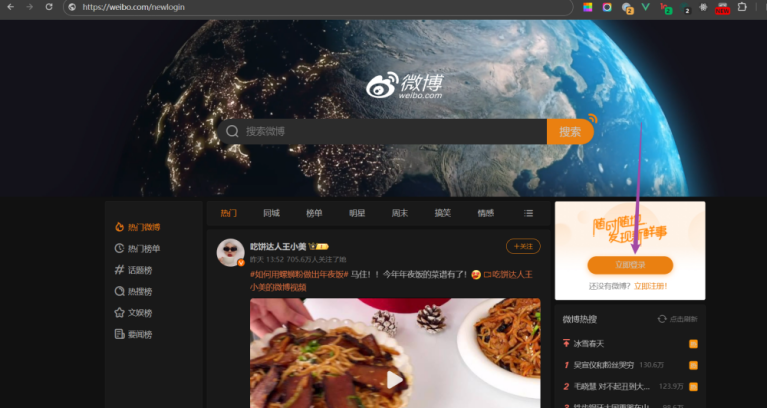 https://weibo.com/newlogin
微博
weibo.com
搜索微博
搜索
热门微博
热门榜单
话题榜
热搜榜
文娱榜
要闻榜
热门 同城 榜单 明星 周末 搞笑 情感
吃饼达人王小美
+关注
昨天 13:52 705.6万人关注了她
#如何用螺蛳粉做出年夜饭# 马住！！今年年夜饭的菜谱有了！ 吃饼达人王
小美的微博视频
随时随地
发现新鲜事
立即登录
还没有微博？立即注册！
微博热搜
点击刷新
冰雪春天
1 吴宣仪和粉丝哭穷 130.6万
2 毛晓慧 对不起丑到大... 123.9万